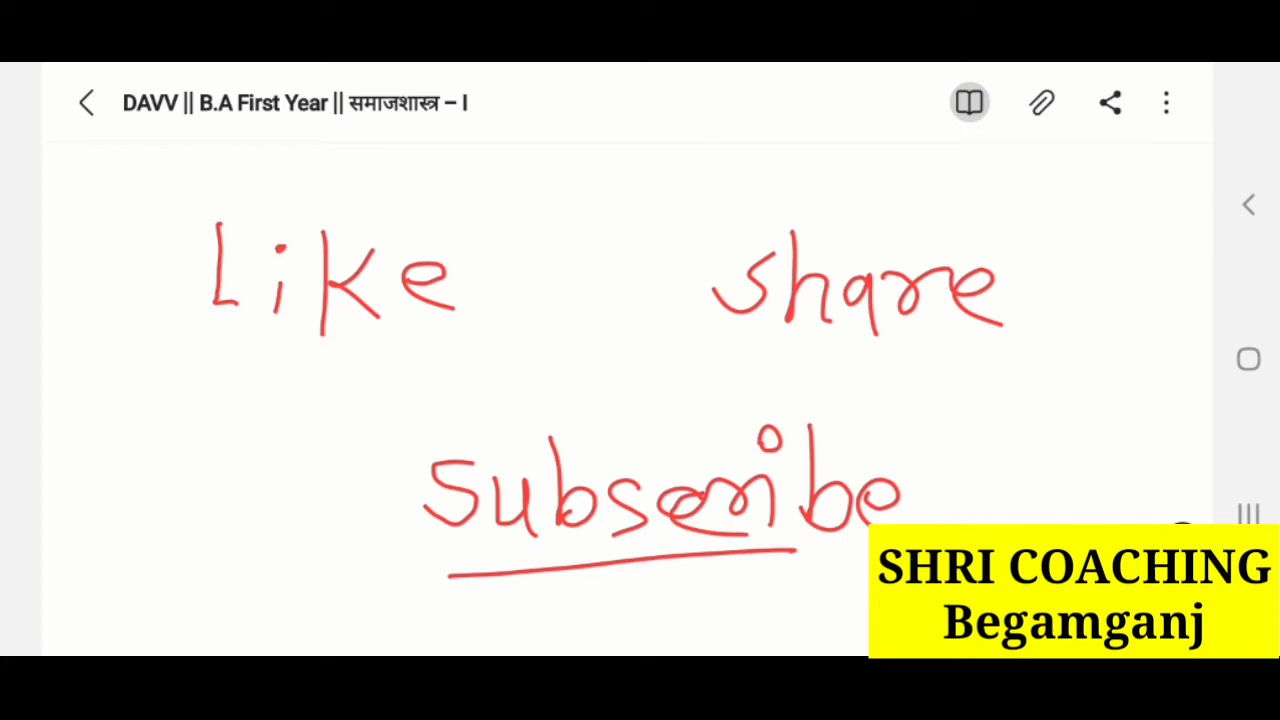 DAVV || B.A First Year || समाजशास्त्र – I
Like share
Subscribe
SHRI COACHING
Begamganj